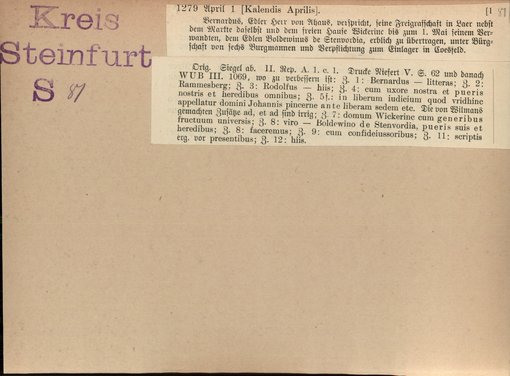 Kreis
Steinfurt
S 87
1279 April 1 [Kalendis Aprilis]. [1 87
Bernardus, Edler Herr von Ahaus, verspricht, seine Freigrafschaft in Laer nebst
dem Markte daselbst und dem freien Hause Wickerinc bis zum 1. Mai seinem Ver-
wandten, dem Edlen Boldewinus de Stenvordia, erblich zu übertragen, unter Bürg-
schaft von sechs Burgmannen und Verpflichtung zum Einlager in Coesfeld.
Orig. Siegel ab. II. Rep. A. 1. c. 1. Drucke Niesert V. S. 62 und danach
WUB III. 1069, wo zu verbessern ist: Z. 1: Bernardus — litteras; Z. 2:
Rammesberg; Z. 3: Rodolfus — hiis; Z. 4: cum uxore nostra et pueris
nostris et heredibus omnibus; Z. 5f.: in liberum iudicium quod vridhinc
appellatur domini Johannis pincerne ante liberam sedem etc. Die von Wilmans
gemachten Zusätze ad, et ad sind irrig; Z. 7: domum Wickerinc cum generibus
fructuum universis; Z. 8: viro — Boldewino de Stenvordia, pueris suis et
heredibus; Z. 8: faceremus; Z. 9: cum confideiussoribus; Z. 11: scriptis
erg. vor presentibus; Z. 12: hiis.